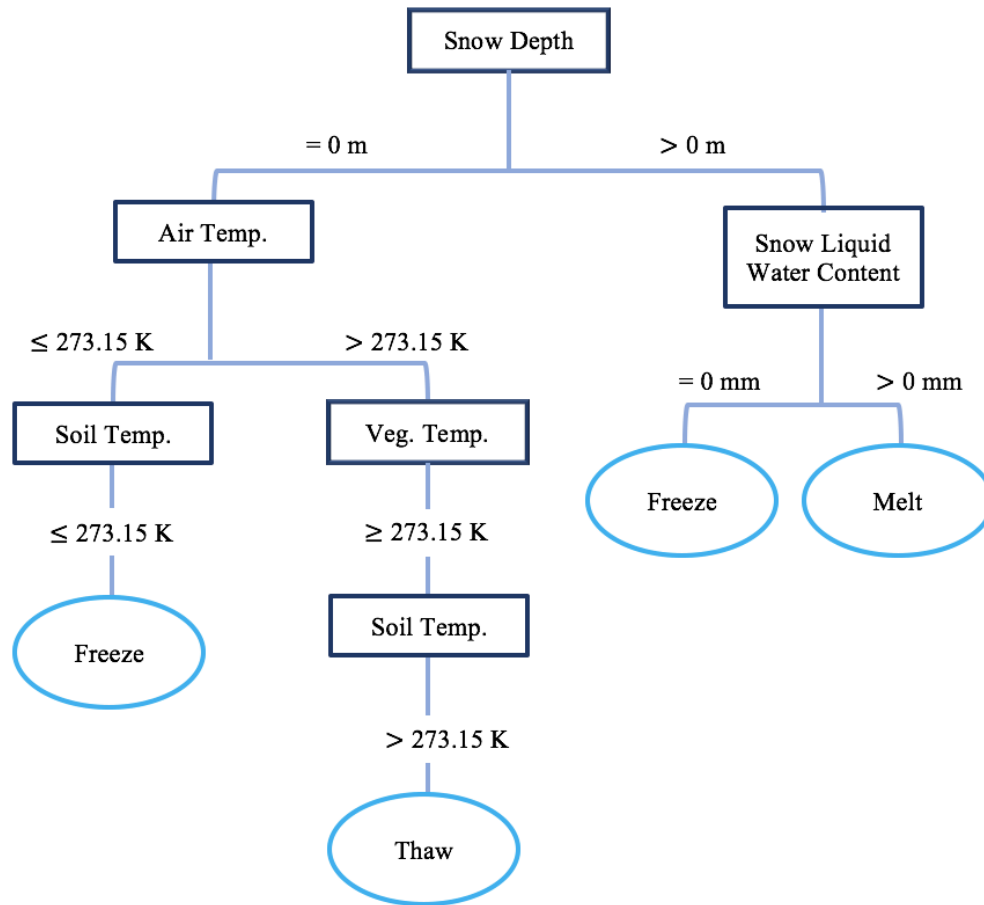 Snow Depth
= 0 m
> 0 m
Air Temp.
Snow Liquid
Water Content
≤ 273.15 K
> 273.15 K
= 0 mm
> 0 mm
Soil Temp.
Veg. Temp.
Freeze
Melt
≤ 273.15 K
≥ 273.15 K
Soil Temp.
Freeze
> 273.15 K
Thaw